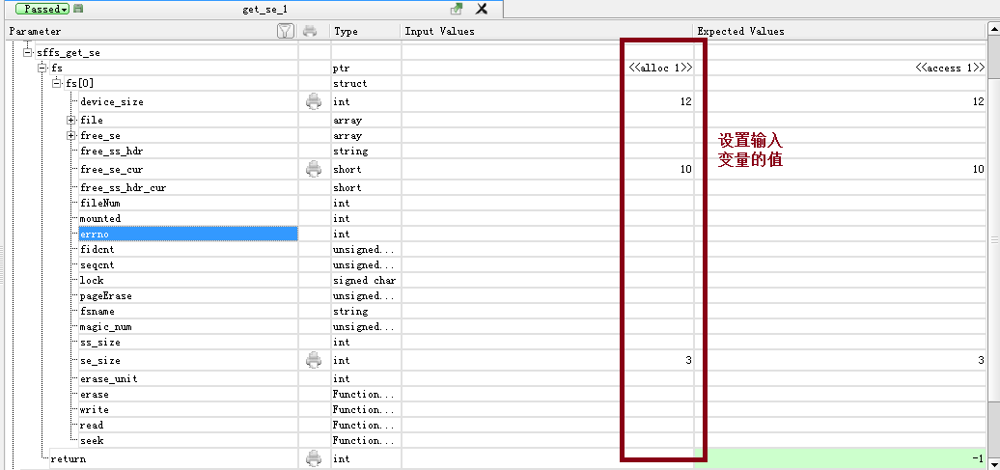 Passed get_se_1
Parameter Type Input Values Expected Values
sffs_get_se
fs ptr <<alloc 1>> <<access 1>>
fs[0] struct
device_size int 12 12
file array
free_se array
free_ss_hdr string
free_se_cur short 10 10
free_ss_hdr_cur short
fileNum int
mounted int
errno int
fidcnt unsigned...
seqcnt unsigned...
lock signed char
pageErase unsigned...
fsname string
magic_num unsigned...
ss_size int
se_size int 3 3
erase_unit int
erase Function...
write Function...
read Function...
seek Function...
return int -1
设置输入
变量的值